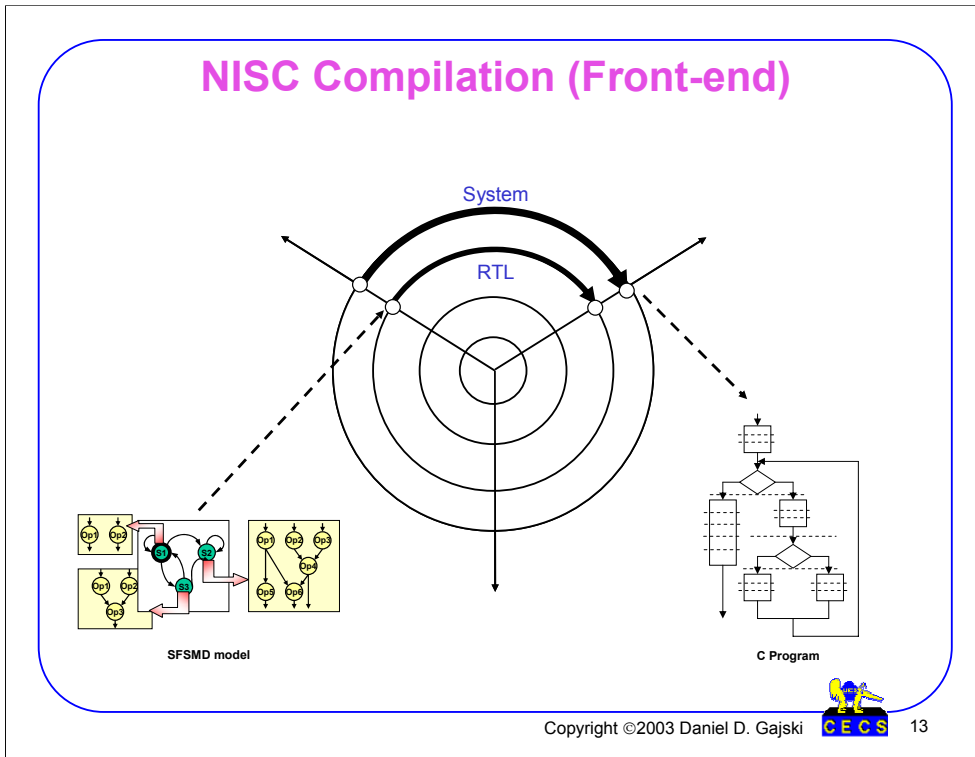 NISC Compilation (Front-end)
System
RTL
Op1 Op2
S1
S2
S3
Op1 Op2
Op3
Op1 Op2 Op3
Op4
Op5 Op6
SFSMD model
C Program
Copyright ©2003 Daniel D. Gajski
CECS
13